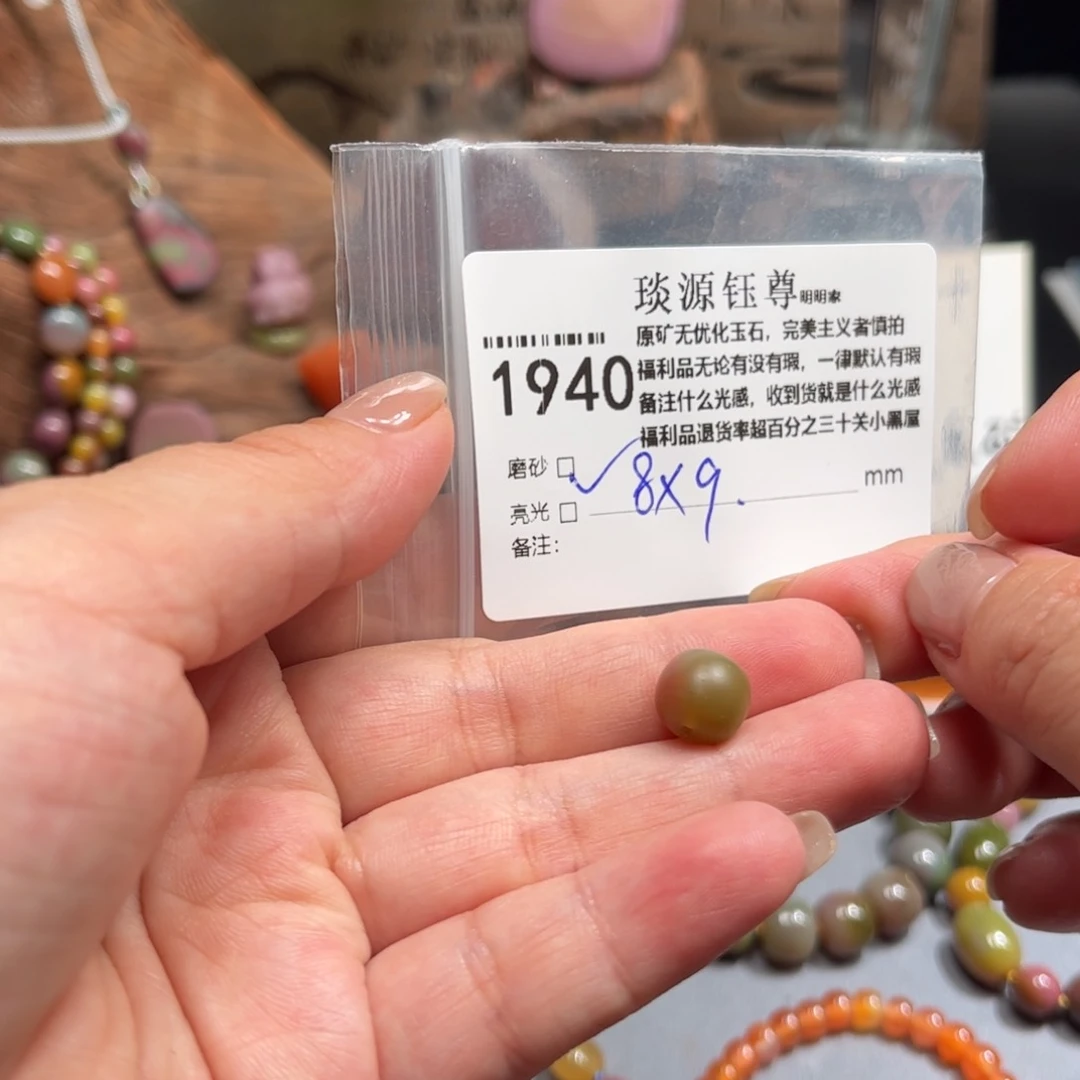 琰源钰尊明明家
原矿无优化玉石，完美主义者慎拍
1940
福利品无论有没有瑕，一律默认有瑕
备注什么光感，收到货就是什么光感
福利品退货率超百分之三十关小黑屋
磨砂 □ ✓ 8X9. mm
亮光 □
备注：